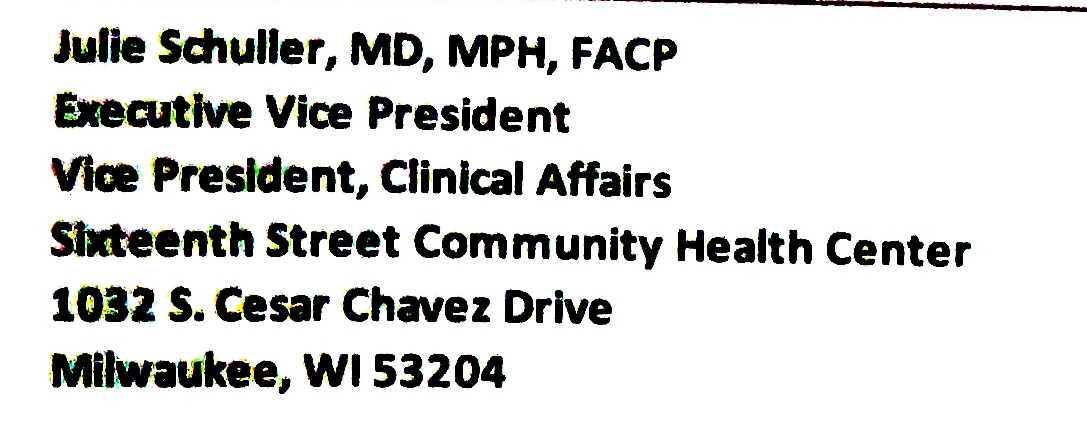 Julie Schuller, MD, MPH, FACP
Executive Vice President
Vice President, Clinical Affairs
Sixteenth Street Community Health Center
1032 S. Cesar Chavez Drive
Milwaukee, WI 53204